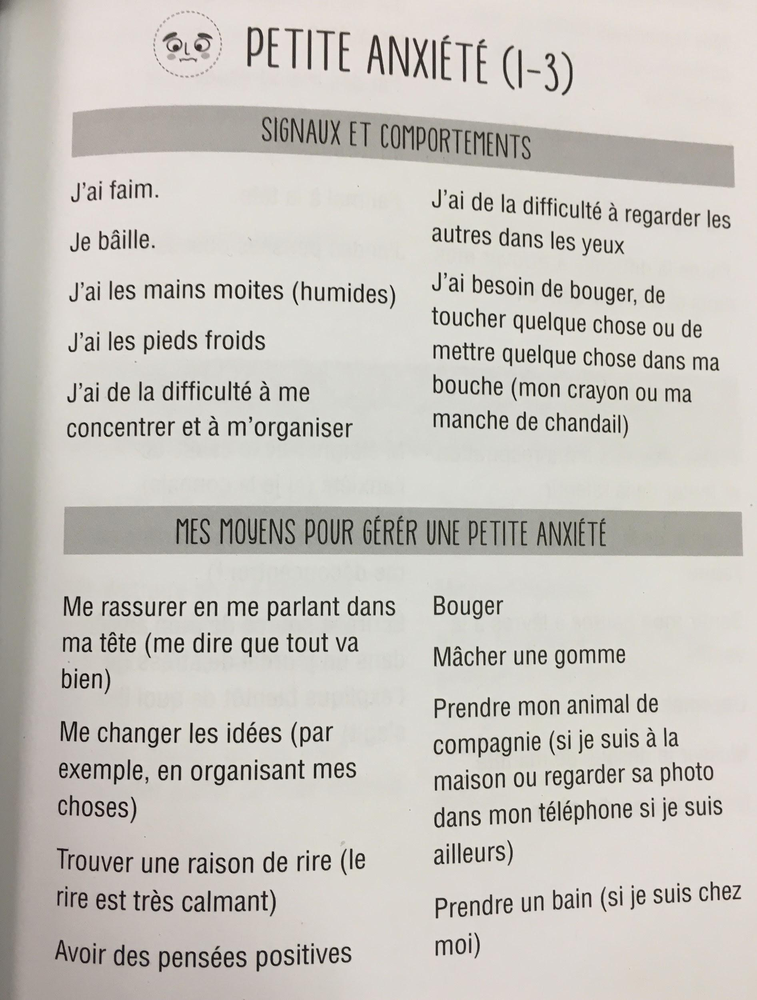 PETITE ANXIÉTÉ (1-3)
SIGNAUX ET COMPORTEMENTS
J'ai faim.
Je bâille.
J'ai les mains moites (humides)
J'ai les pieds froids
J'ai de la difficulté à me
concentrer et à m'organiser
J'ai de la difficulté à regarder les
autres dans les yeux
J'ai besoin de bouger, de
toucher quelque chose ou de
mettre quelque chose dans ma
bouche (mon crayon ou ma
manche de chandail)
MES MOYENS POUR GÉRÉR UNE PETITE ANXIÉTÉ
Me rassurer en me parlant dans
ma tête (me dire que tout va
bien)
Me changer les idées (par
exemple, en organisant mes
choses)
Trouver une raison de rire (le
rire est très calmant)
Avoir des pensées positives
Bouger
Mâcher une gomme
Prendre mon animal de
compagnie (si je suis à la
maison ou regarder sa photo
dans mon téléphone si je suis
ailleurs)
Prendre un bain (si je suis chez
moi)